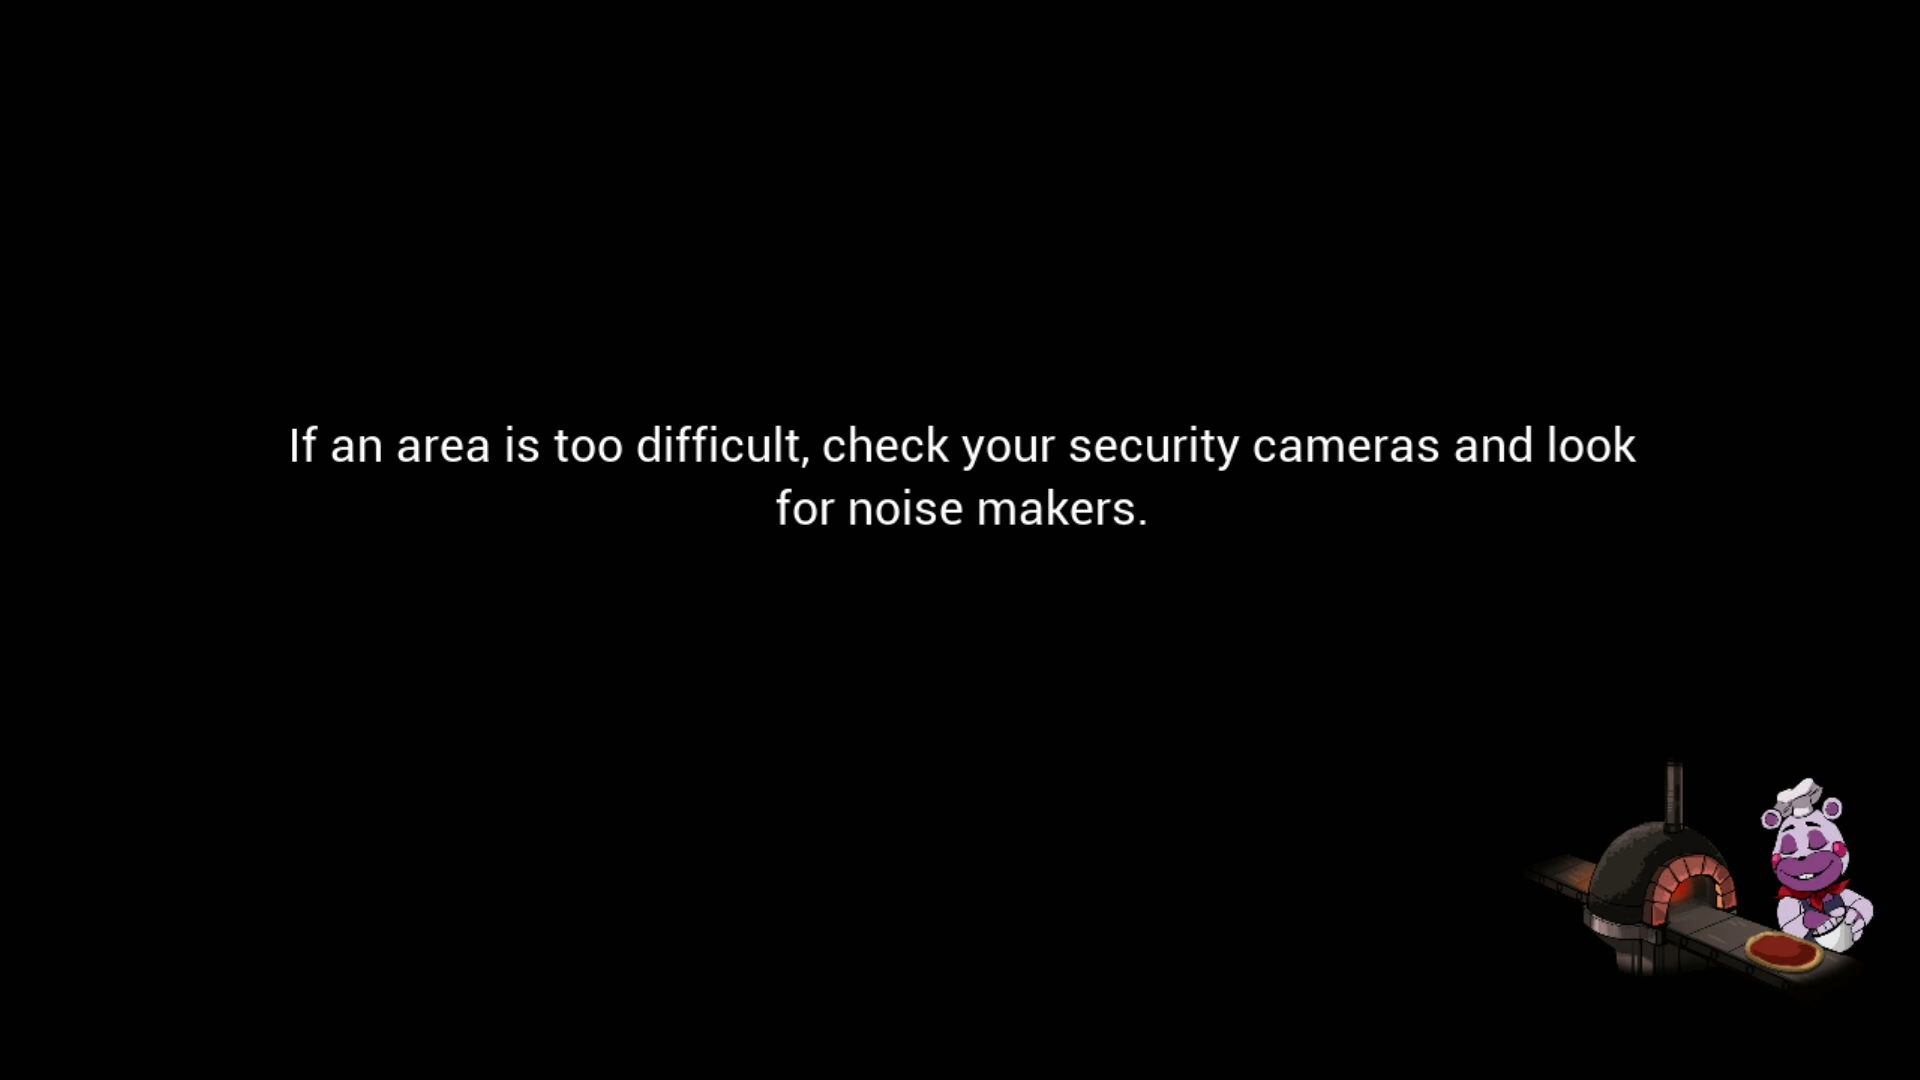 If an area is too difficult, check your security cameras and look
for noise makers.